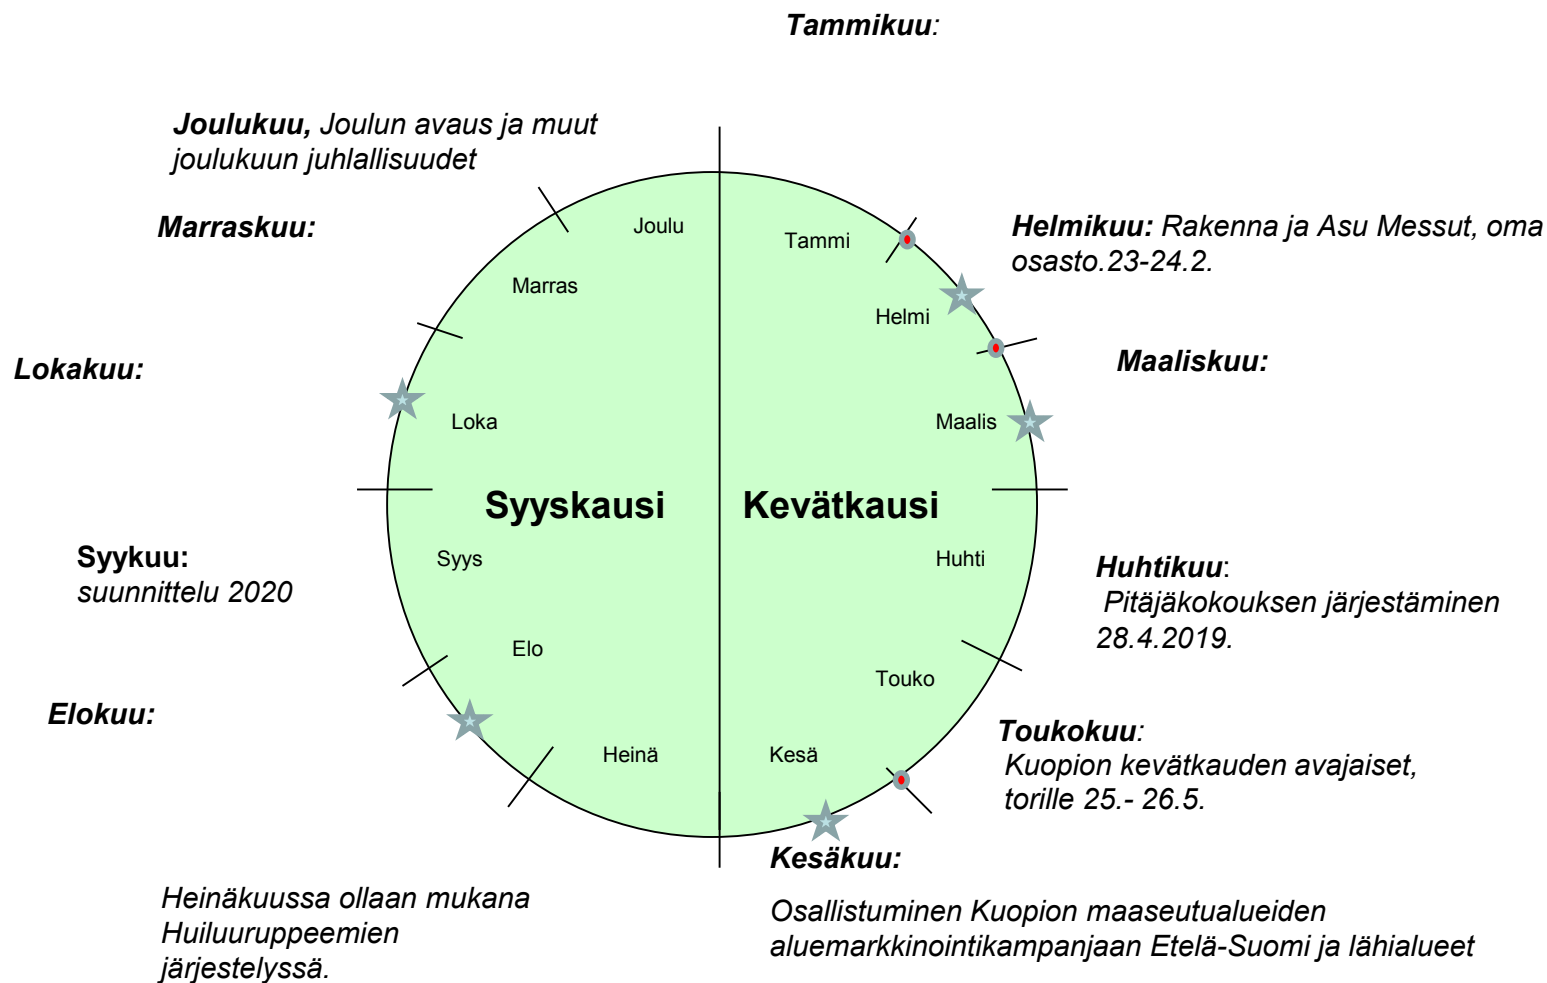 Tammikuu:
Joulukuu, Joulun avaus ja muut
joulukuun juhlallisuudet
Marraskuu:
Joulu
Tammi
Helmikuu: Rakenna ja Asu Messut, oma
osasto.23-24.2.
Marras
Helmi
Lokakuu:
Maaliskuu:
Loka
Maalis
Syyskausi
Kevätkausi
Syykuu:
suunnittelu 2020
Syys
Huhti
Huhtikuu:
Pitäjäkokouksen järjestäminen
28.4.2019.
Elo
Touko
Elokuu:
Toukokuu:
Kuopion kevätkauden avajaiset,
torille 25.- 26.5.
Heinä
Kesä
Kesäkuu:
Osallistuminen Kuopion maaseutualueiden
aluemarkkinointikampanjaan Etelä-Suomi ja lähialueet
Heinäkuussa ollaan mukana
Huiluuruppeemien
järjestelyssä.